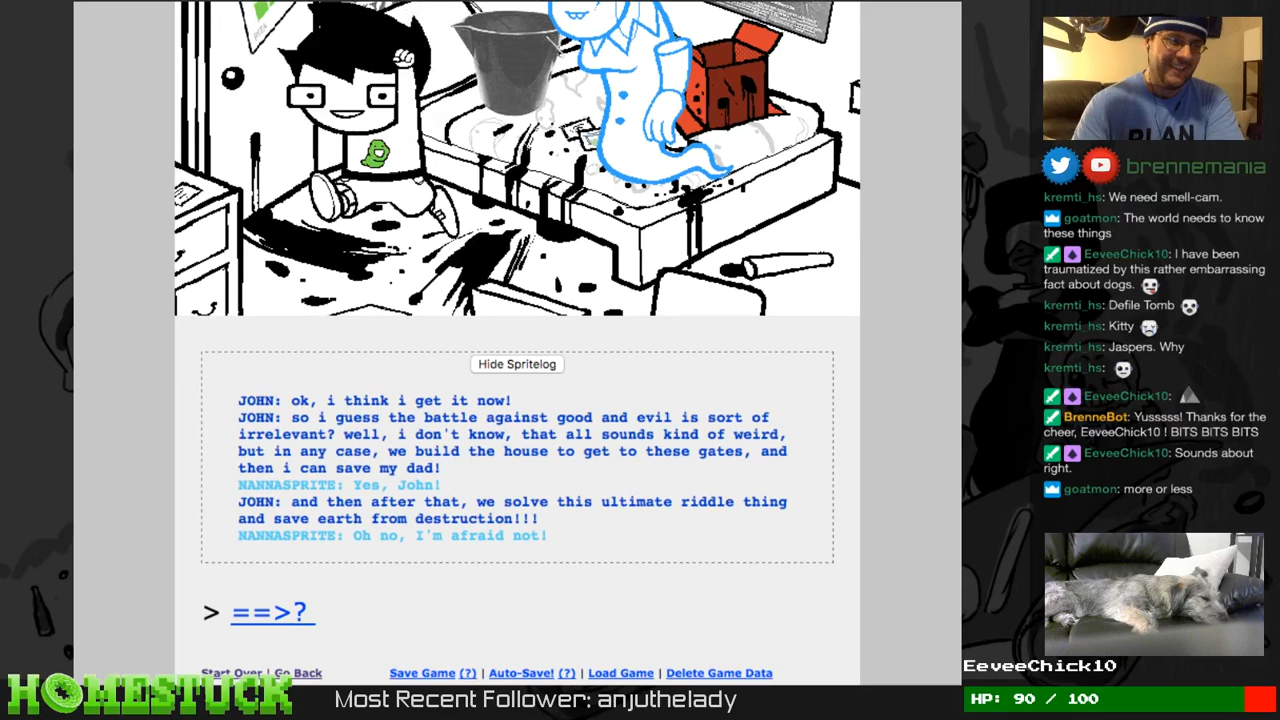 Hide Spritelog
JOHN: ok, i think i get it now!
JOHN: so i guess the battle against good and evil is sort of
irrelevant? well, i don't know, that all sounds kind of weird,
but in any case, we build the house to get to these gates, and
then i can save my dad!
NANNASPRITE: Yes, John!
JOHN: and then after that, we solve this ultimate riddle thing
and save earth from destruction!!!
NANNASPRITE: Oh no, I'm afraid not!
> ==>?
Start Over | Go Back
Save Game (?) | Auto-Save! (?) | Load Game | Delete Game Data
HOMESTUCK
Most Recent Follower: anjuthelady
PLAN
brennemania
kremti_hs: We need smell-cam.
goatmon: The world needs to know
these things
EeveeChick10: I have been
traumatized by this rather embarrassing
fact about dogs.
kremti_hs: Defile Tomb
kremti_hs: Kitty
kremti_hs: Jaspers. Why
kremti_hs:
EeveeChick10:
BrenneBot: Yusssss! Thanks for the
cheer, EeveeChick10 ! BITS BITS BITS
EeveeChick10: Sounds about
right.
goatmon: more or less
EeveeChick10
HP: 90 / 100